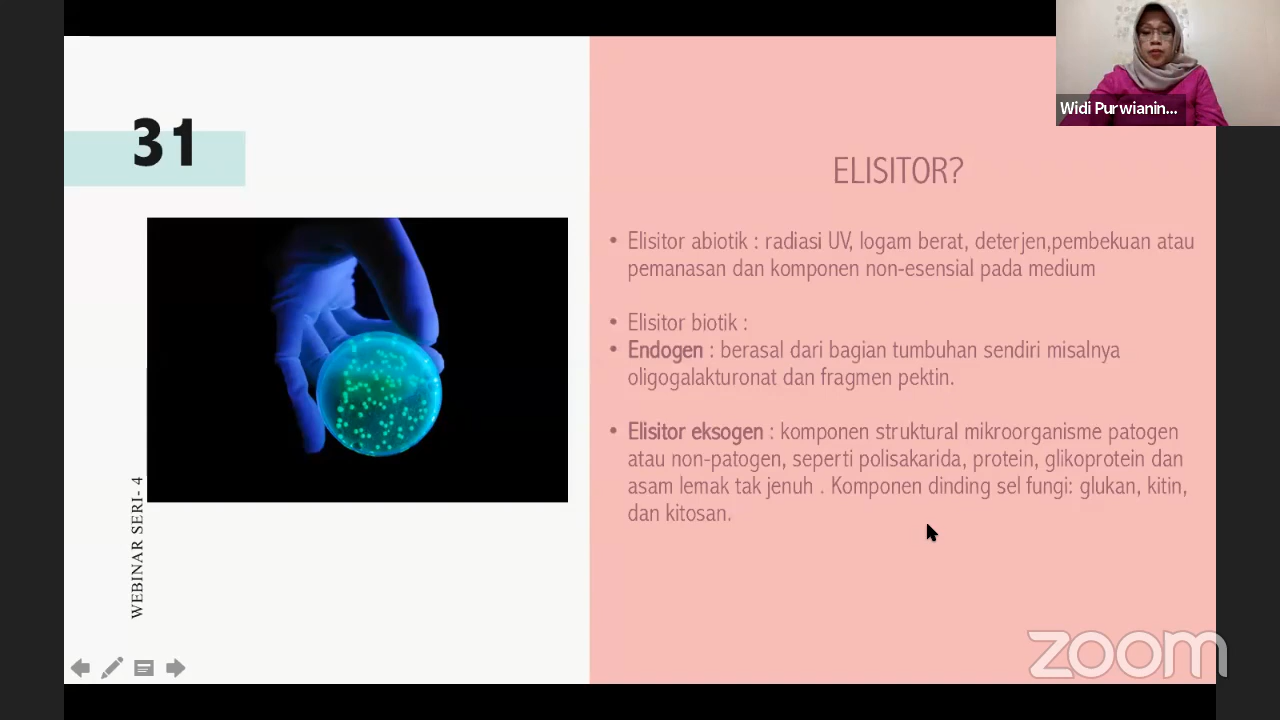 31
WEBINAR SERI- 4
ELISITOR?
• Elisitor abiotik : radiasi UV, logam berat, deterjen,pembekuan atau
pemanasan dan komponen non-esensial pada medium
• Elisitor biotik :
• Endogen : berasal dari bagian tumbuhan sendiri misalnya
oligogalakturonat dan fragmen pektin.
• Elisitor eksogen : komponen struktural mikroorganisme patogen
atau non-patogen, seperti polisakarida, protein, glikoprotein dan
asam lemak tak jenuh . Komponen dinding sel fungi: glukan, kitin,
dan kitosan.
Widi Purwianin...
zoom